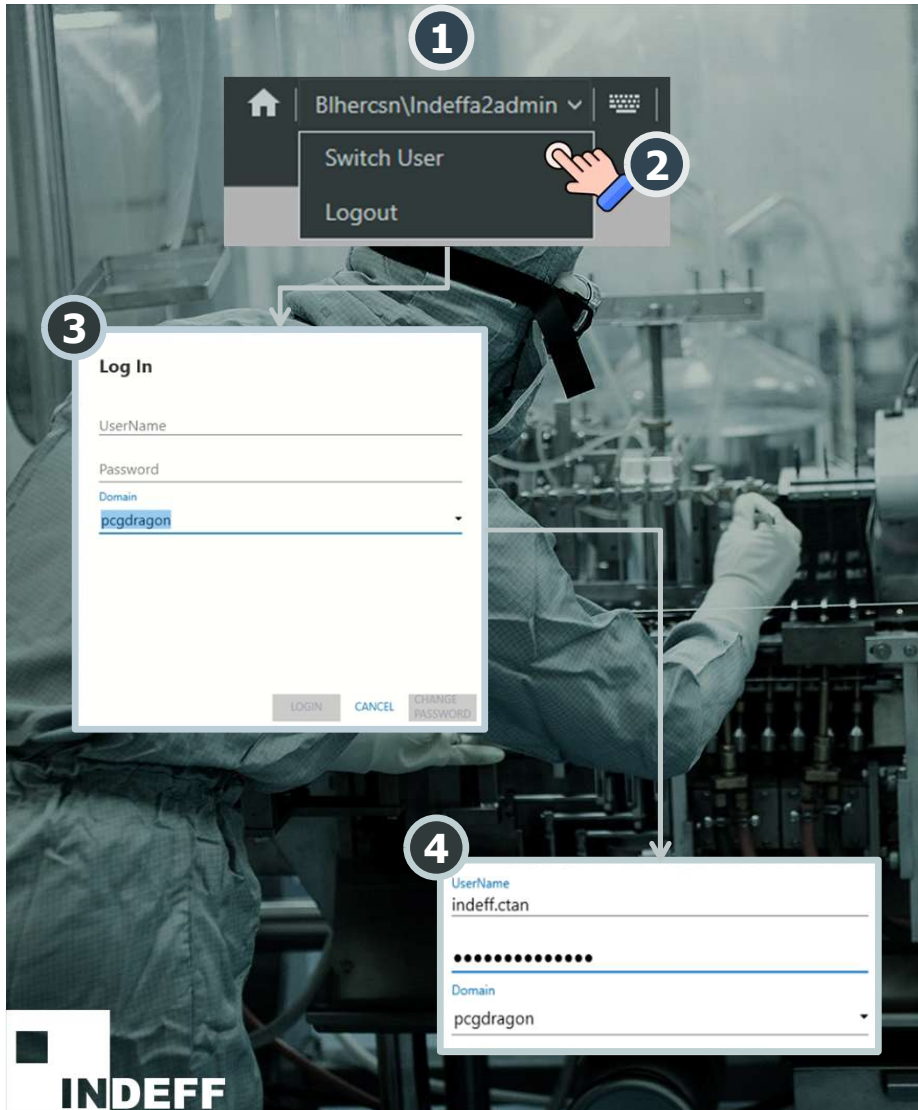 1
Blhercsn\Indeffa2admin
Switch User
2
Logout
3
Log In
UserName
Password
Domain
pcgdragon
LOGIN CANCEL CHANGE PASSWORD
4
UserName
indeff.ctan
••••••••••••••
Domain
pcgdragon
INDEFF